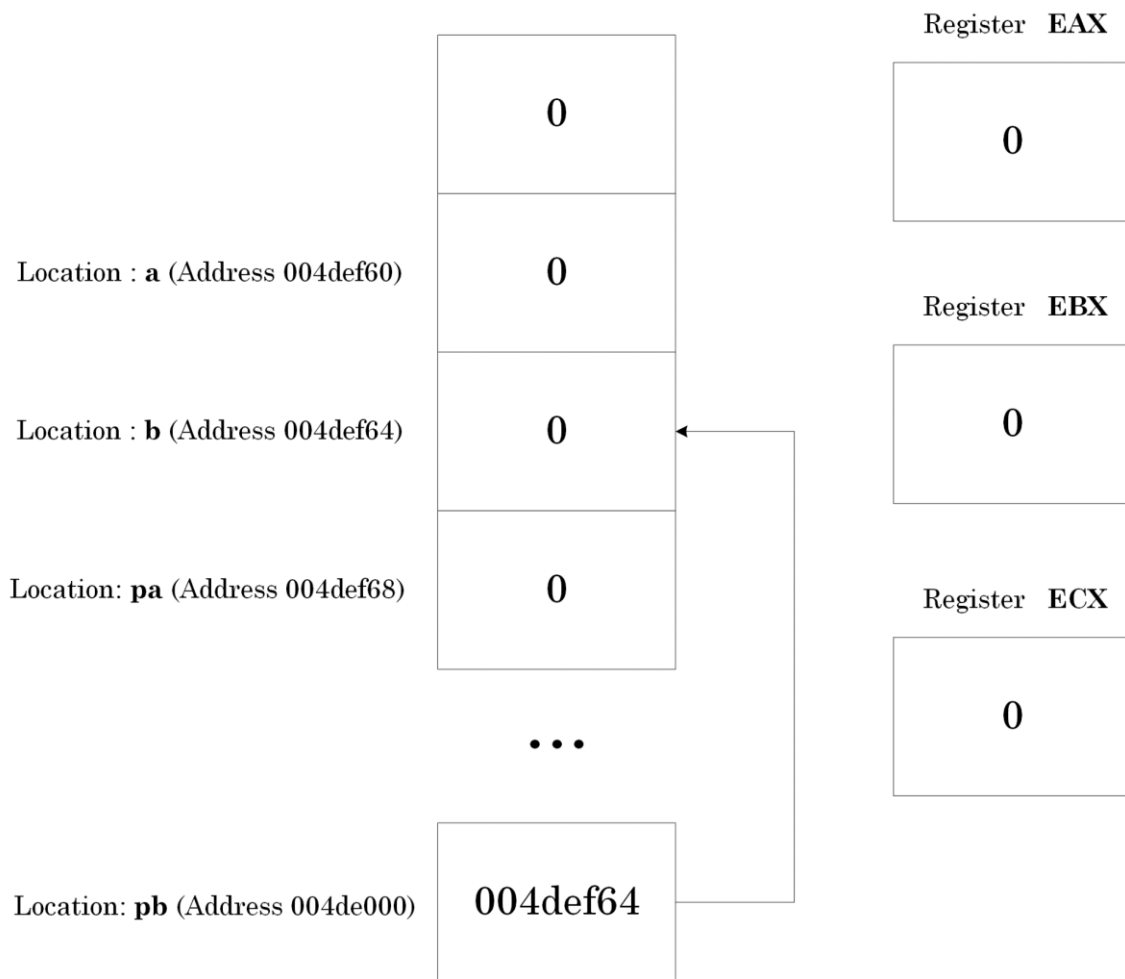 Register EAX
0
0
Location : a (Address 004def60)
0
Location : b (Address 004def64)
0
Register EBX
0
Location: pa (Address 004def68)
0
Register ECX
0
...
Location: pb (Address 004de000)
004def64